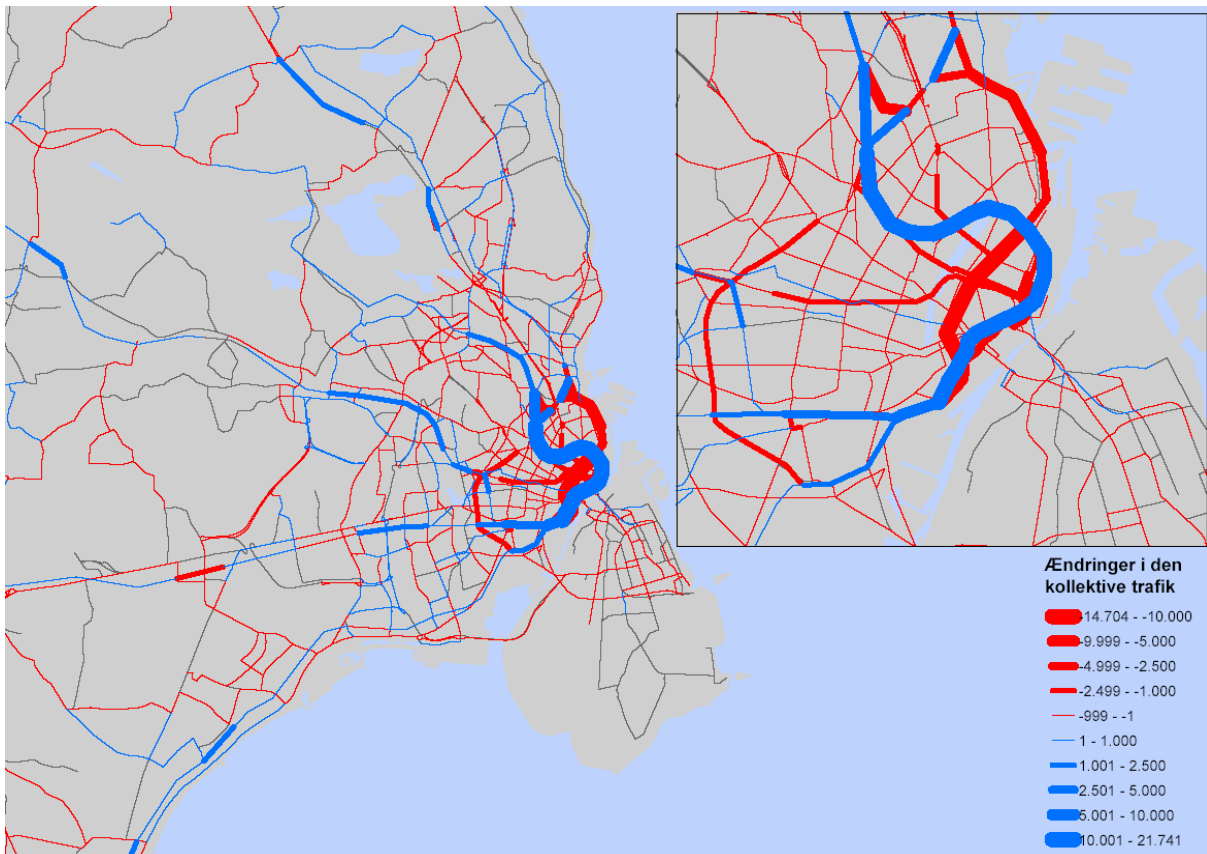 Ændringer i den
kollektive trafik
-14.704 - -10.000
-9.999 - -5.000
-4.999 - -2.500
-2.499 - -1.000
-999 - -1
1 - 1.000
1.001 - 2.500
2.501 - 5.000
5.001 - 10.000
10.001 - 21.741